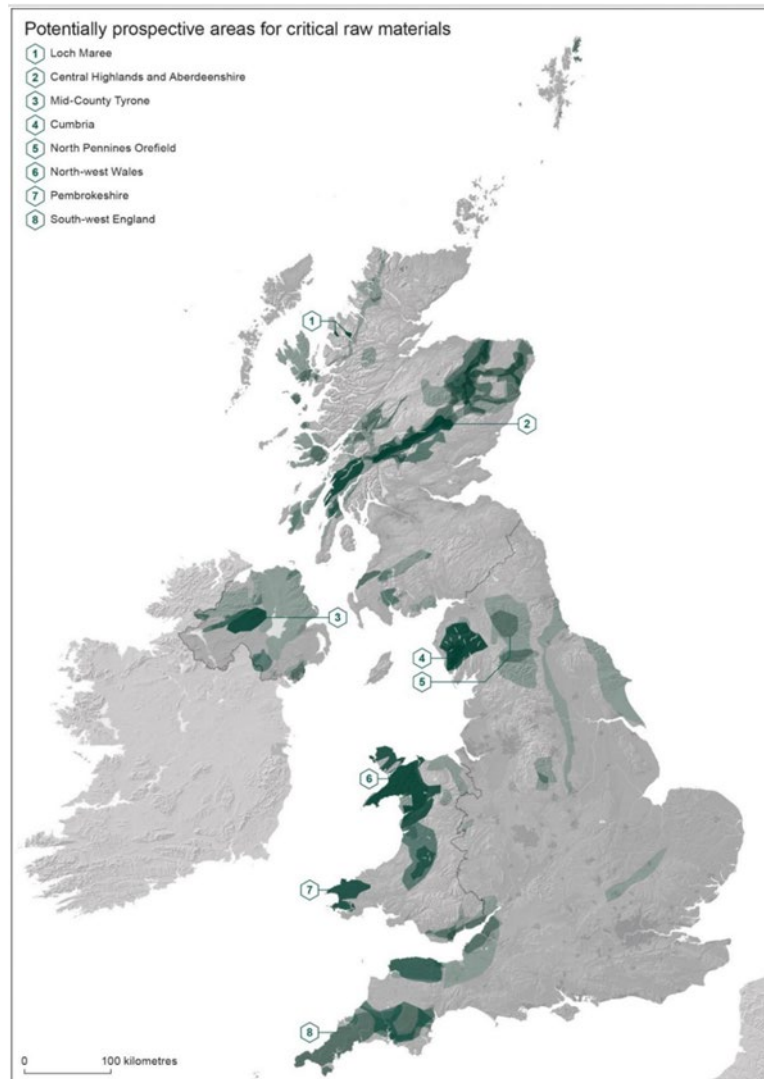 Potentially prospective areas for critical raw materials
1 Loch Maree
2 Central Highlands and Aberdeenshire
3 Mid-County Tyrone
4 Cumbria
5 North Pennines Orefield
6 North-west Wales
7 Pembrokeshire
8 South-west England
1
2
3
4
5
6
7
8
0 100 kilometres